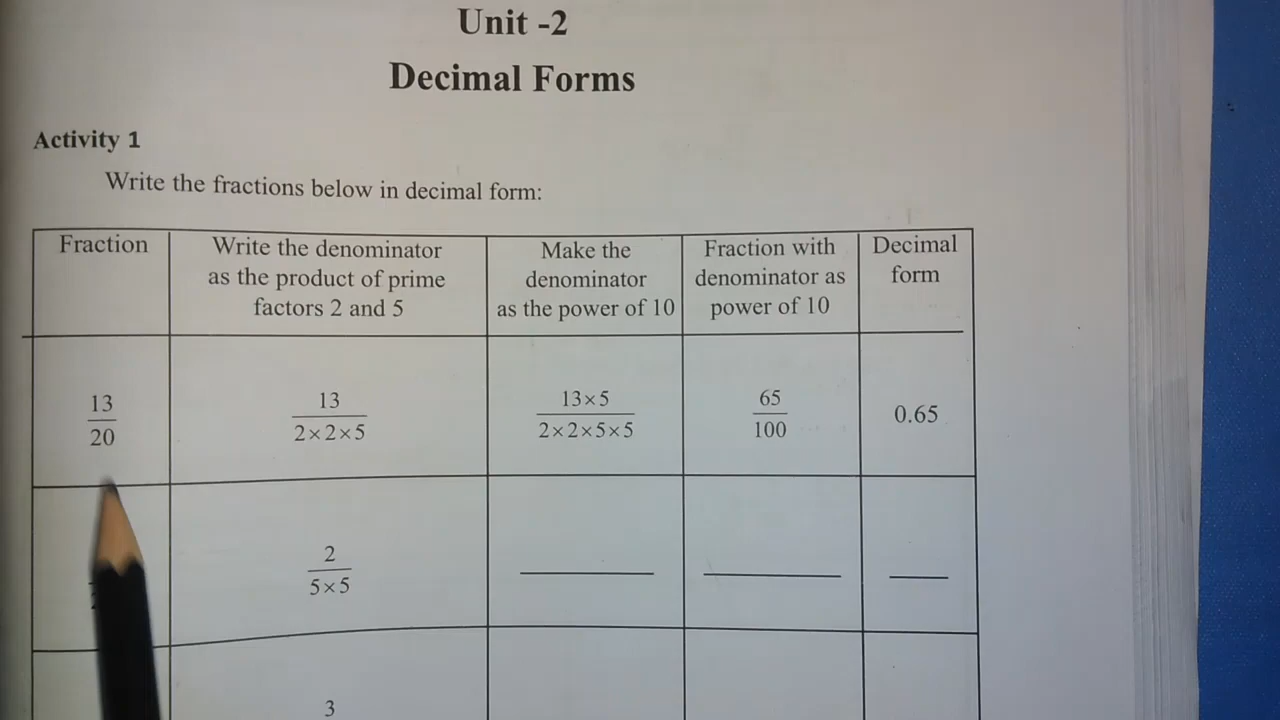 Unit -2
Decimal Forms
Activity 1
Write the fractions below in decimal form:
Fraction
Write the denominator
as the product of prime
factors 2 and 5
Make the
denominator
as the power of 10
Fraction with
denominator as
power of 10
Decimal
form
13
20
13
2×2×5
13×5
2×2×5×5
65
100
0.65
2
5×5
3